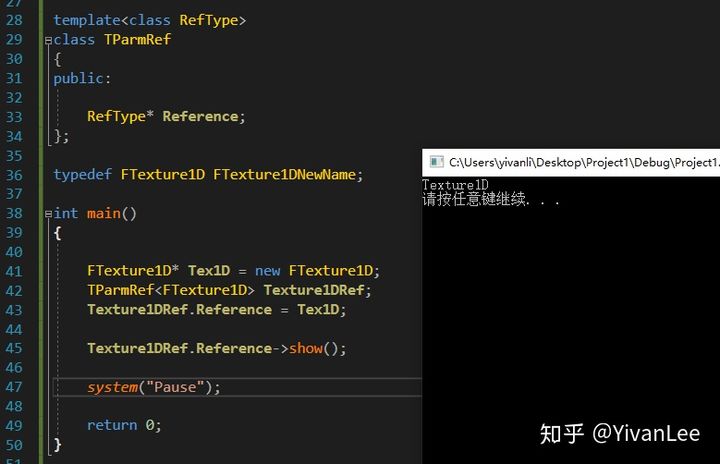 27
28 template<class RefType>
29 class TParmRef
30 {
31 public:
32
33 RefType* Reference;
34 };
35
36 typedef FTexture1D FTexture1DNewName;
37
38 int main()
39 {
40
41 FTexture1D* Tex1D = new FTexture1D;
42 TParmRef<FTexture1D> Texture1DRef;
43 Texture1DRef.Reference = Tex1D;
44
45 Texture1DRef.Reference->show();
46
47 system("Pause");
48
49 return 0;
50 }
51
C:\Users\yivanli\Desktop\Project1\Debug\Project1.
Texture1D
请按任意键继续. . .
知乎 @YivanLee